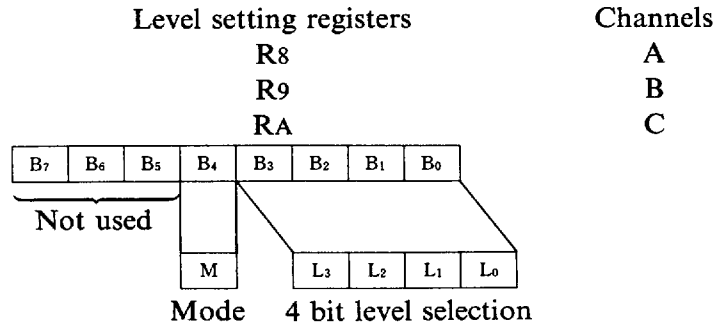 Level setting registers Channels
R8 A
R9 B
RA C
B7 B6 B5 B4 B3 B2 B1 B0
Not used
M L3 L2 L1 L0
Mode 4 bit level selection